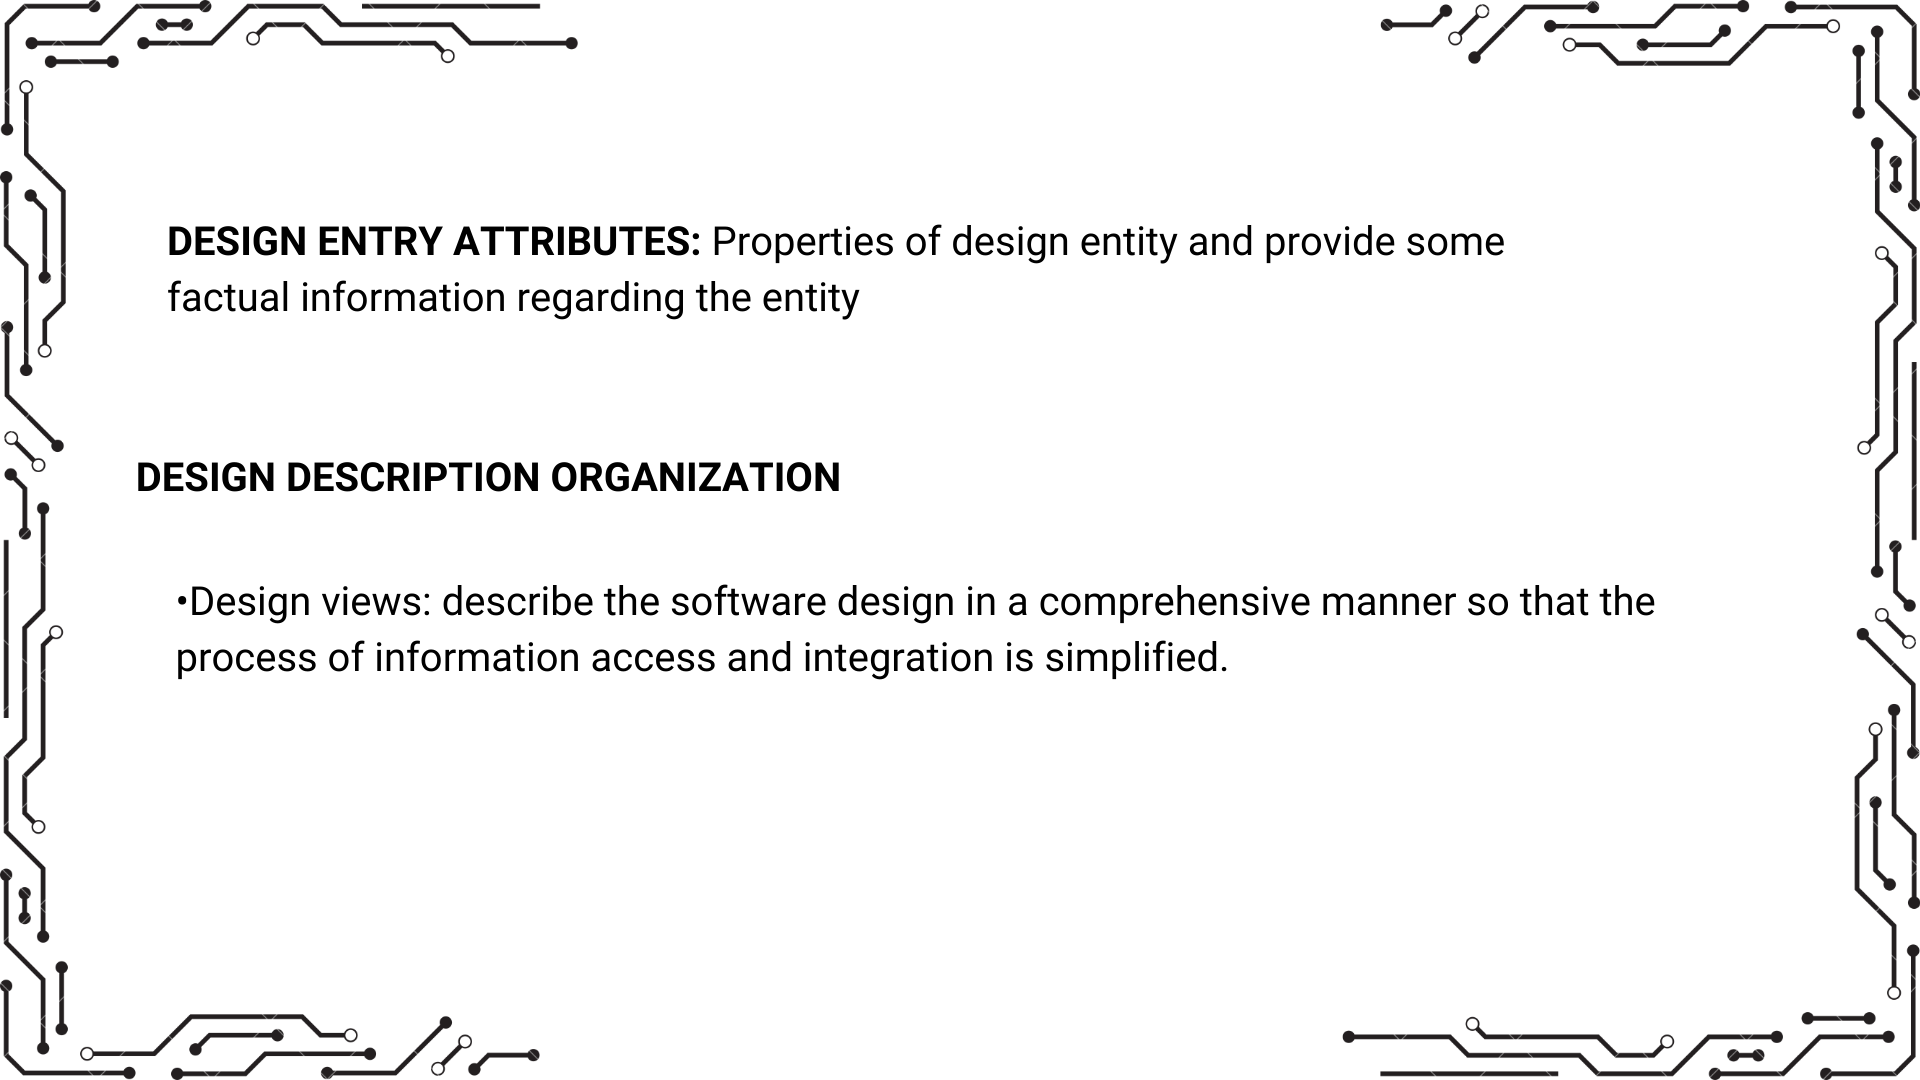 DESIGN ENTRY ATTRIBUTES: Properties of design entity and provide some
factual information regarding the entity
DESIGN DESCRIPTION ORGANIZATION
•Design views: describe the software design in a comprehensive manner so that the
process of information access and integration is simplified.